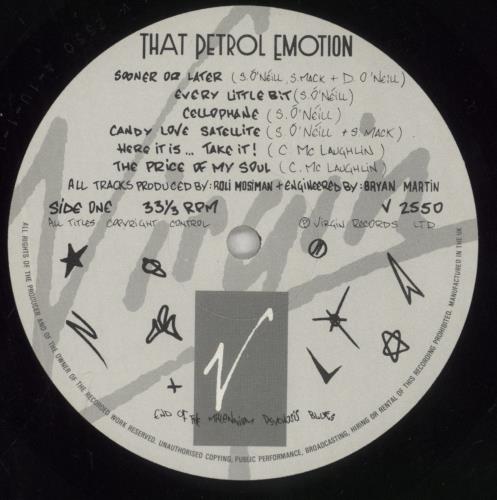 THAT PETROL EMOTION
SOONER OR LATER (S. O'NEILL, S. MACK + D. O'NEILL)
EVERY LITTLE BIT (S. O'NEILL)
CELLOPHANE (S. O'NEILL)
CANDY LOVE SATELLITE (S. O'NEILL + S. MACK)
HERE IT IS... TAKE IT! (C. MC LAUGHLIN)
THE PRICE OF MY SOUL (C. MC LAUGHLIN)
ALL TRACKS PRODUCED BY: ROLI MOSIMAN + ENGINEERED BY: BRYAN MARTIN
SIDE ONE 33⅓ RPM V 2550
ALL TITLES COPYRIGHT CONTROL ℗ VIRGIN RECORDS LTD
Virgin
V
END OF THE MILLENNIUM PSYCHOSIS BLUES
ALL RIGHTS OF THE PRODUCER AND OF THE OWNER OF THE RECORDED WORK RESERVED. UNAUTHORISED COPYING, PUBLIC PERFORMANCE, BROADCASTING, HIRING OR RENTAL OF THIS RECORDING PROHIBITED. MANUFACTURED IN THE UK